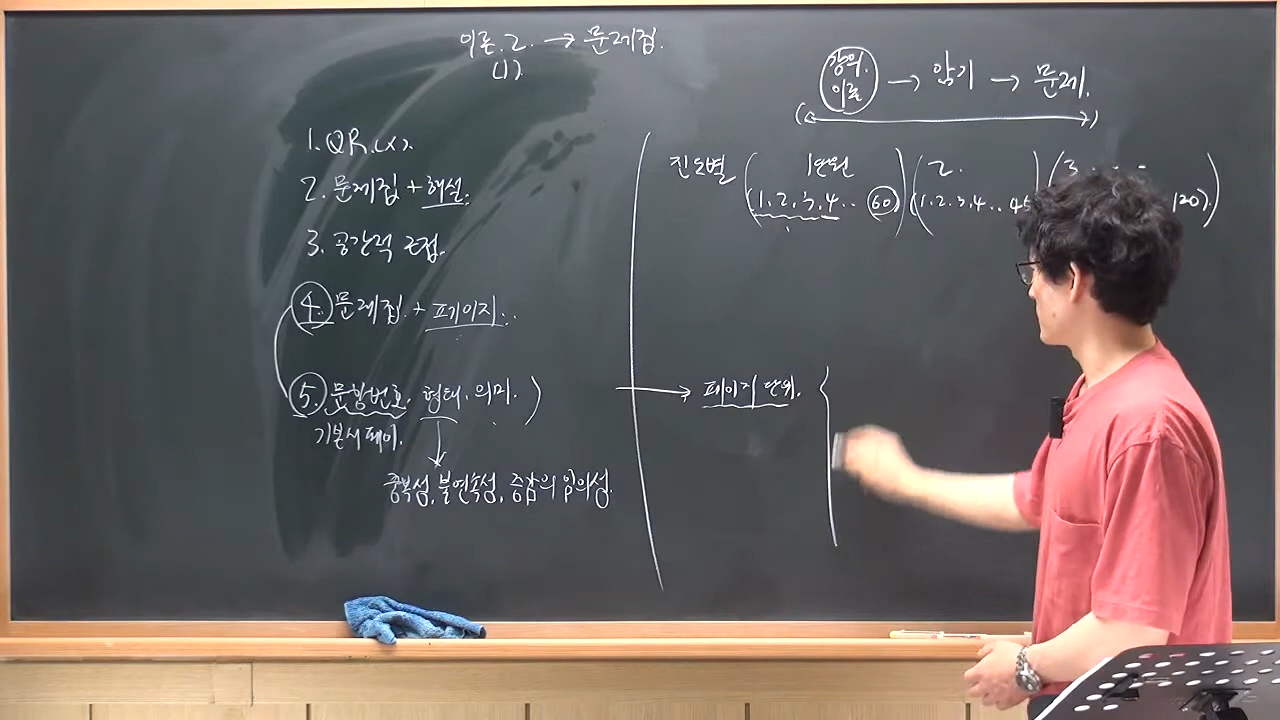 이론.2. → 문제집.
(1).
1. QR.(x).
2. 문제집 + 해설.
3. 공간적 근접.
4. 문제집. + 페이지..
5. 문항번호. 형태. 의미.
기본서 페이.
중복성, 불연속성, 증감의 임의성.
강의. 이론 → 암기 → 문제.
진도별 ( 1단원 ) ( 2. ) ( 3. ...
(1.2.3.4.. 60) (1.2.3.4..45 120).
→ 페이지 단위.